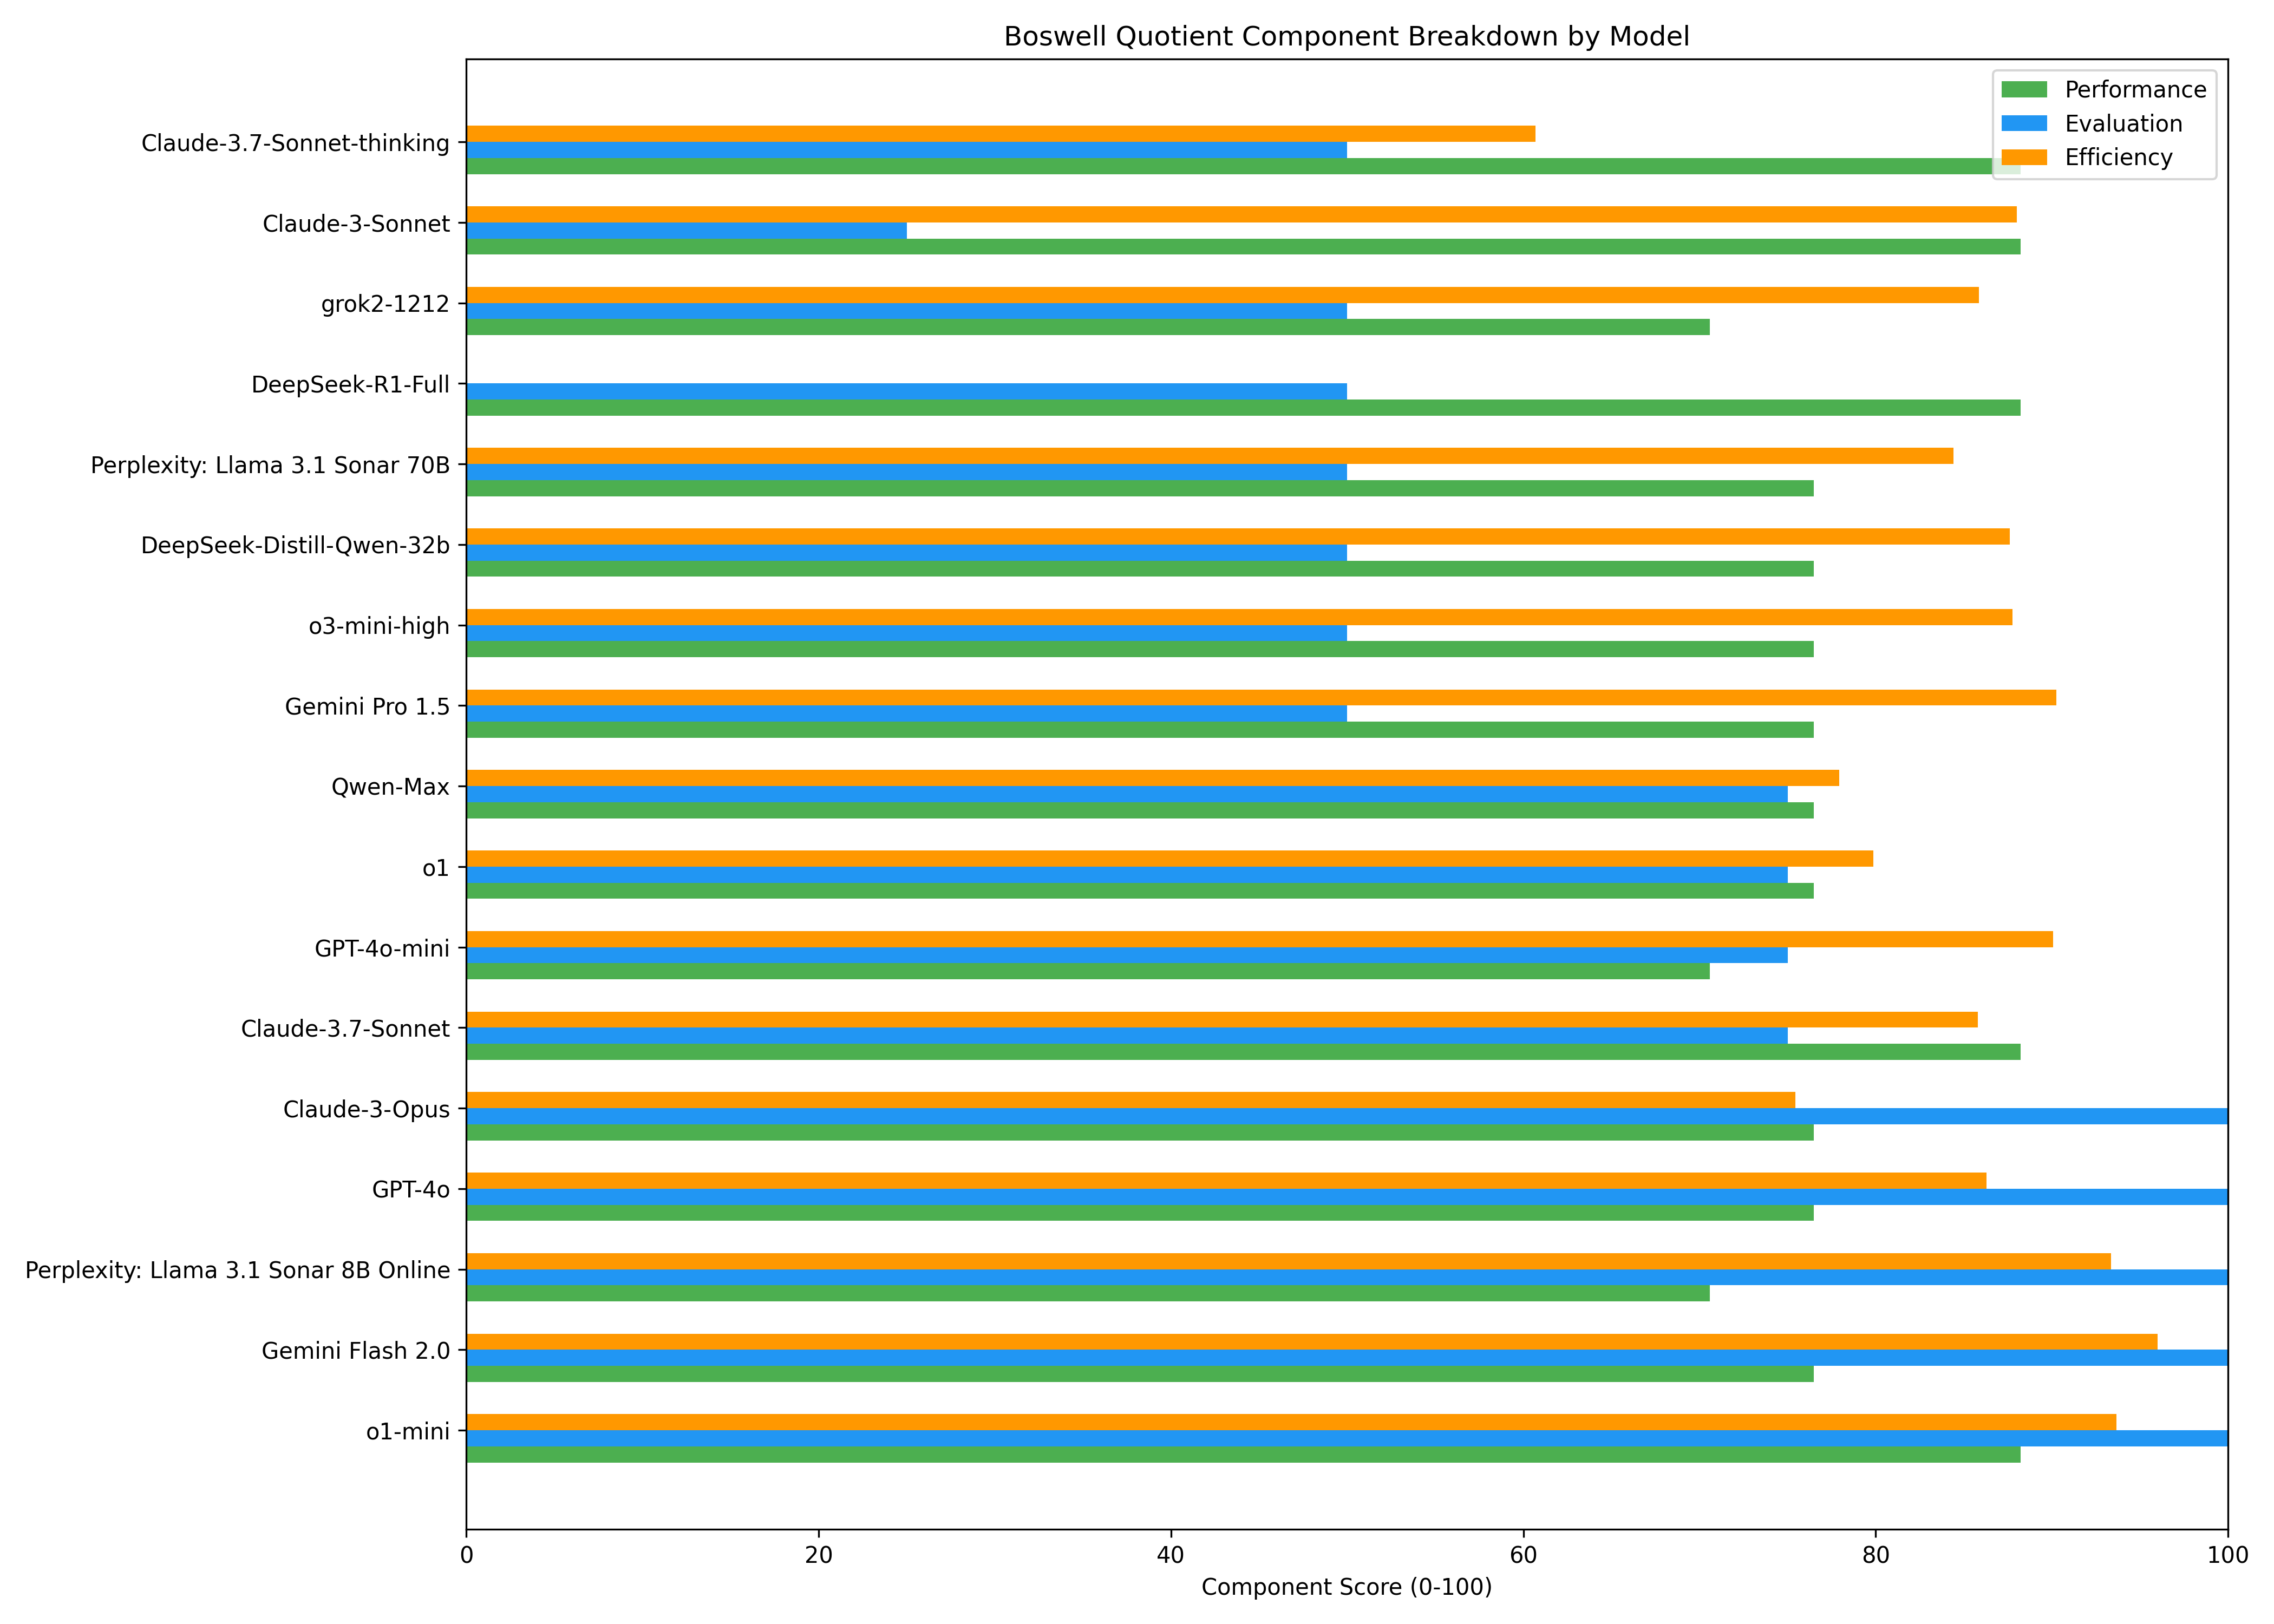 Boswell Quotient Component Breakdown by Model
Performance
Evaluation
Efficiency
Claude-3.7-Sonnet-thinking
Claude-3-Sonnet
grok2-1212
DeepSeek-R1-Full
Perplexity: Llama 3.1 Sonar 70B
DeepSeek-Distill-Qwen-32b
o3-mini-high
Gemini Pro 1.5
Qwen-Max
o1
GPT-4o-mini
Claude-3.7-Sonnet
Claude-3-Opus
GPT-4o
Perplexity: Llama 3.1 Sonar 8B Online
Gemini Flash 2.0
o1-mini
0 20 40 60 80 100
Component Score (0-100)